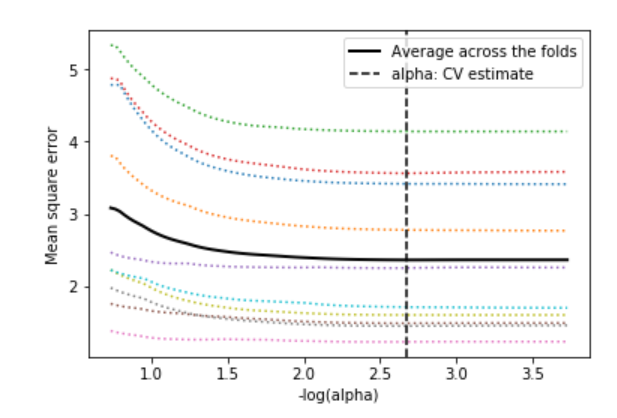 Average across the folds
alpha: CV estimate
Mean square error
5
4
3
2
1.0 1.5 2.0 2.5 3.0 3.5
-log(alpha)